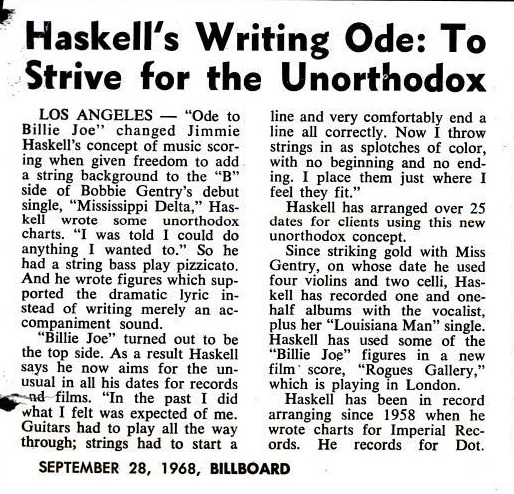 Haskell's Writing Ode: To
Strive for the Unorthodox
LOS ANGELES — "Ode to
Billie Joe" changed Jimmie
Haskell's concept of music scor-
ing when given freedom to add
a string background to the "B"
side of Bobbie Gentry's debut
single, "Mississippi Delta," Has-
kell wrote some unorthodox
charts. "I was told I could do
anything I wanted to." So he
had a string bass play pizzicato.
And he wrote figures which sup-
ported the dramatic lyric in-
stead of writing merely an ac-
companiment sound.
"Billie Joe" turned out to be
the top side. As a result Haskell
says he now aims for the un-
usual in all his dates for records
nd films. "In the past I did
what I felt was expected of me.
Guitars had to play all the way
through; strings had to start a
line and very comfortably end a
line all correctly. Now I throw
strings in as splotches of color,
with no beginning and no end-
ing. I place them just where I
feel they fit."
Haskell has arranged over 25
dates for clients using this new
unorthodox concept.
Since striking gold with Miss
Gentry, on whose date he used
four violins and two celli, Has-
kell has recorded one and one-
half albums with the vocalist,
plus her "Louisiana Man" single.
Haskell has used some of the
"Billie Joe" figures in a new
film score, "Rogues Gallery,"
which is playing in London.
Haskell has been in record
arranging since 1958 when he
wrote charts for Imperial Rec-
ords. He records for Dot.
SEPTEMBER 28, 1968, BILLBOARD